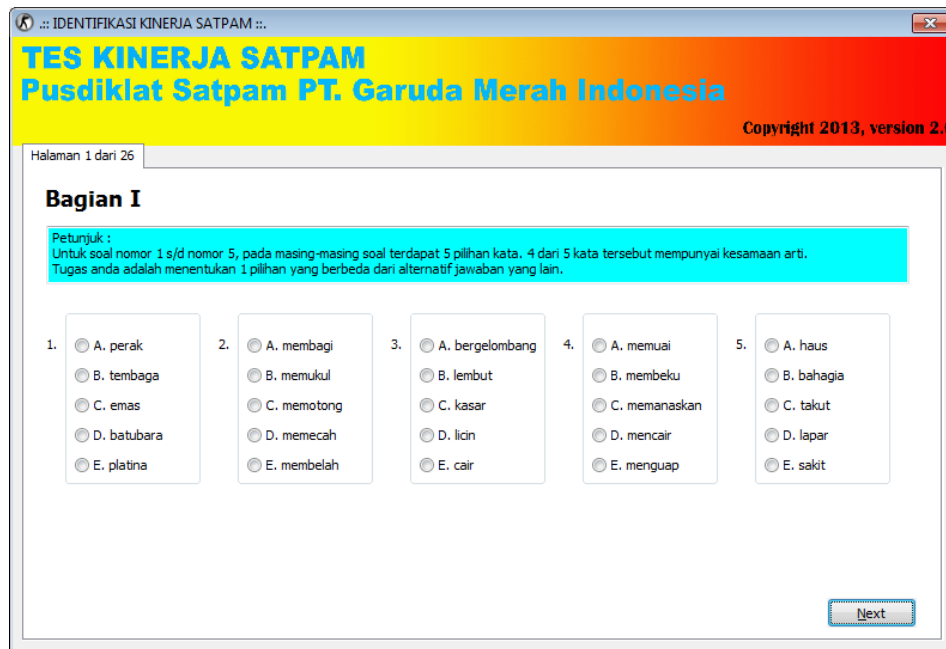 .:: IDENTIFIKASI KINERJA SATPAM ::.
TES KINERJA SATPAM
Pusdiklat Satpam PT. Garuda Merah Indonesia
Copyright 2013, version 2.
Halaman 1 dari 26
Bagian I
Petunjuk :
Untuk soal nomor 1 s/d nomor 5, pada masing-masing soal terdapat 5 pilihan kata. 4 dari 5 kata tersebut mempunyai kesamaan arti.
Tugas anda adalah menentukan 1 pilihan yang berbeda dari alternatif jawaban yang lain.
1.
A. perak
B. tembaga
C. emas
D. batubara
E. platina
2.
A. membagi
B. memukul
C. memotong
D. memecah
E. membelah
3.
A. bergelombang
B. lembut
C. kasar
D. licin
E. cair
4.
A. memuai
B. membeku
C. memanaskan
D. mencair
E. menguap
5.
A. haus
B. bahagia
C. takut
D. lapar
E. sakit
Next